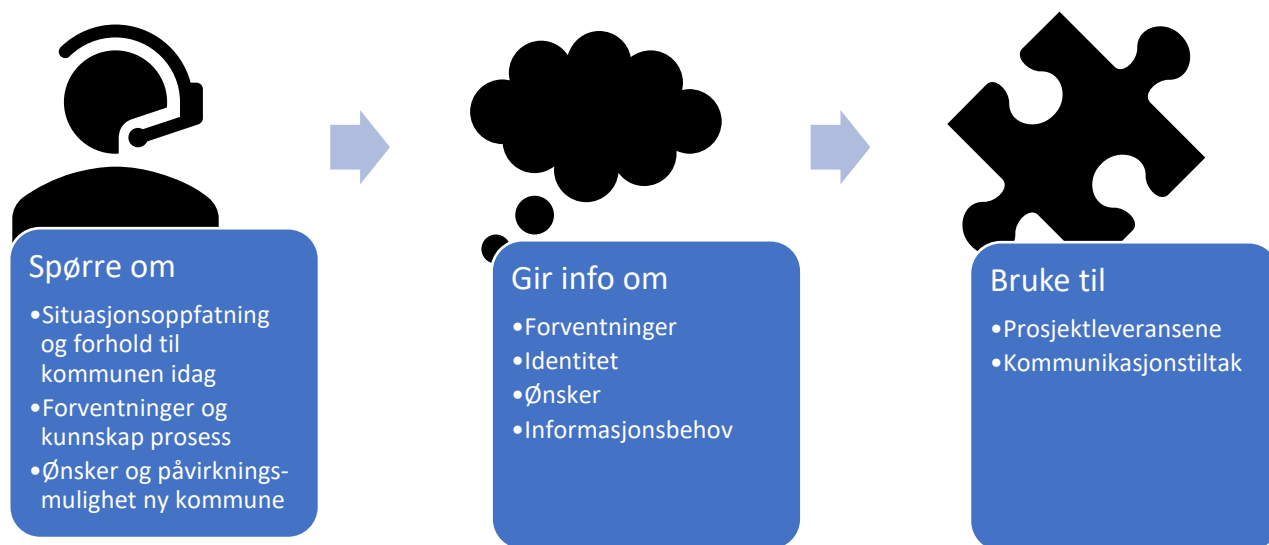 Spørre om
•Situasjonsoppfatning
og forhold til
kommunen idag
•Forventninger og
kunnskap prosess
•Ønsker og påvirknings-
mulighet ny kommune
Gir info om
•Forventninger
•Identitet
•Ønsker
•Informasjonsbehov
Bruke til
•Prosjektleveransene
•Kommunikasjonstiltak